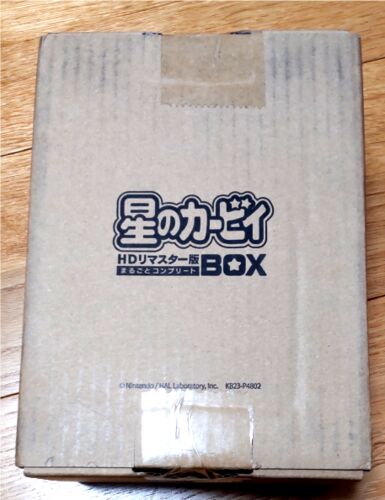 星のカービィ
HDリマスター版
まるごとコンプリート BOX
© Nintendo / HAL Laboratory, Inc. KB23-P4802